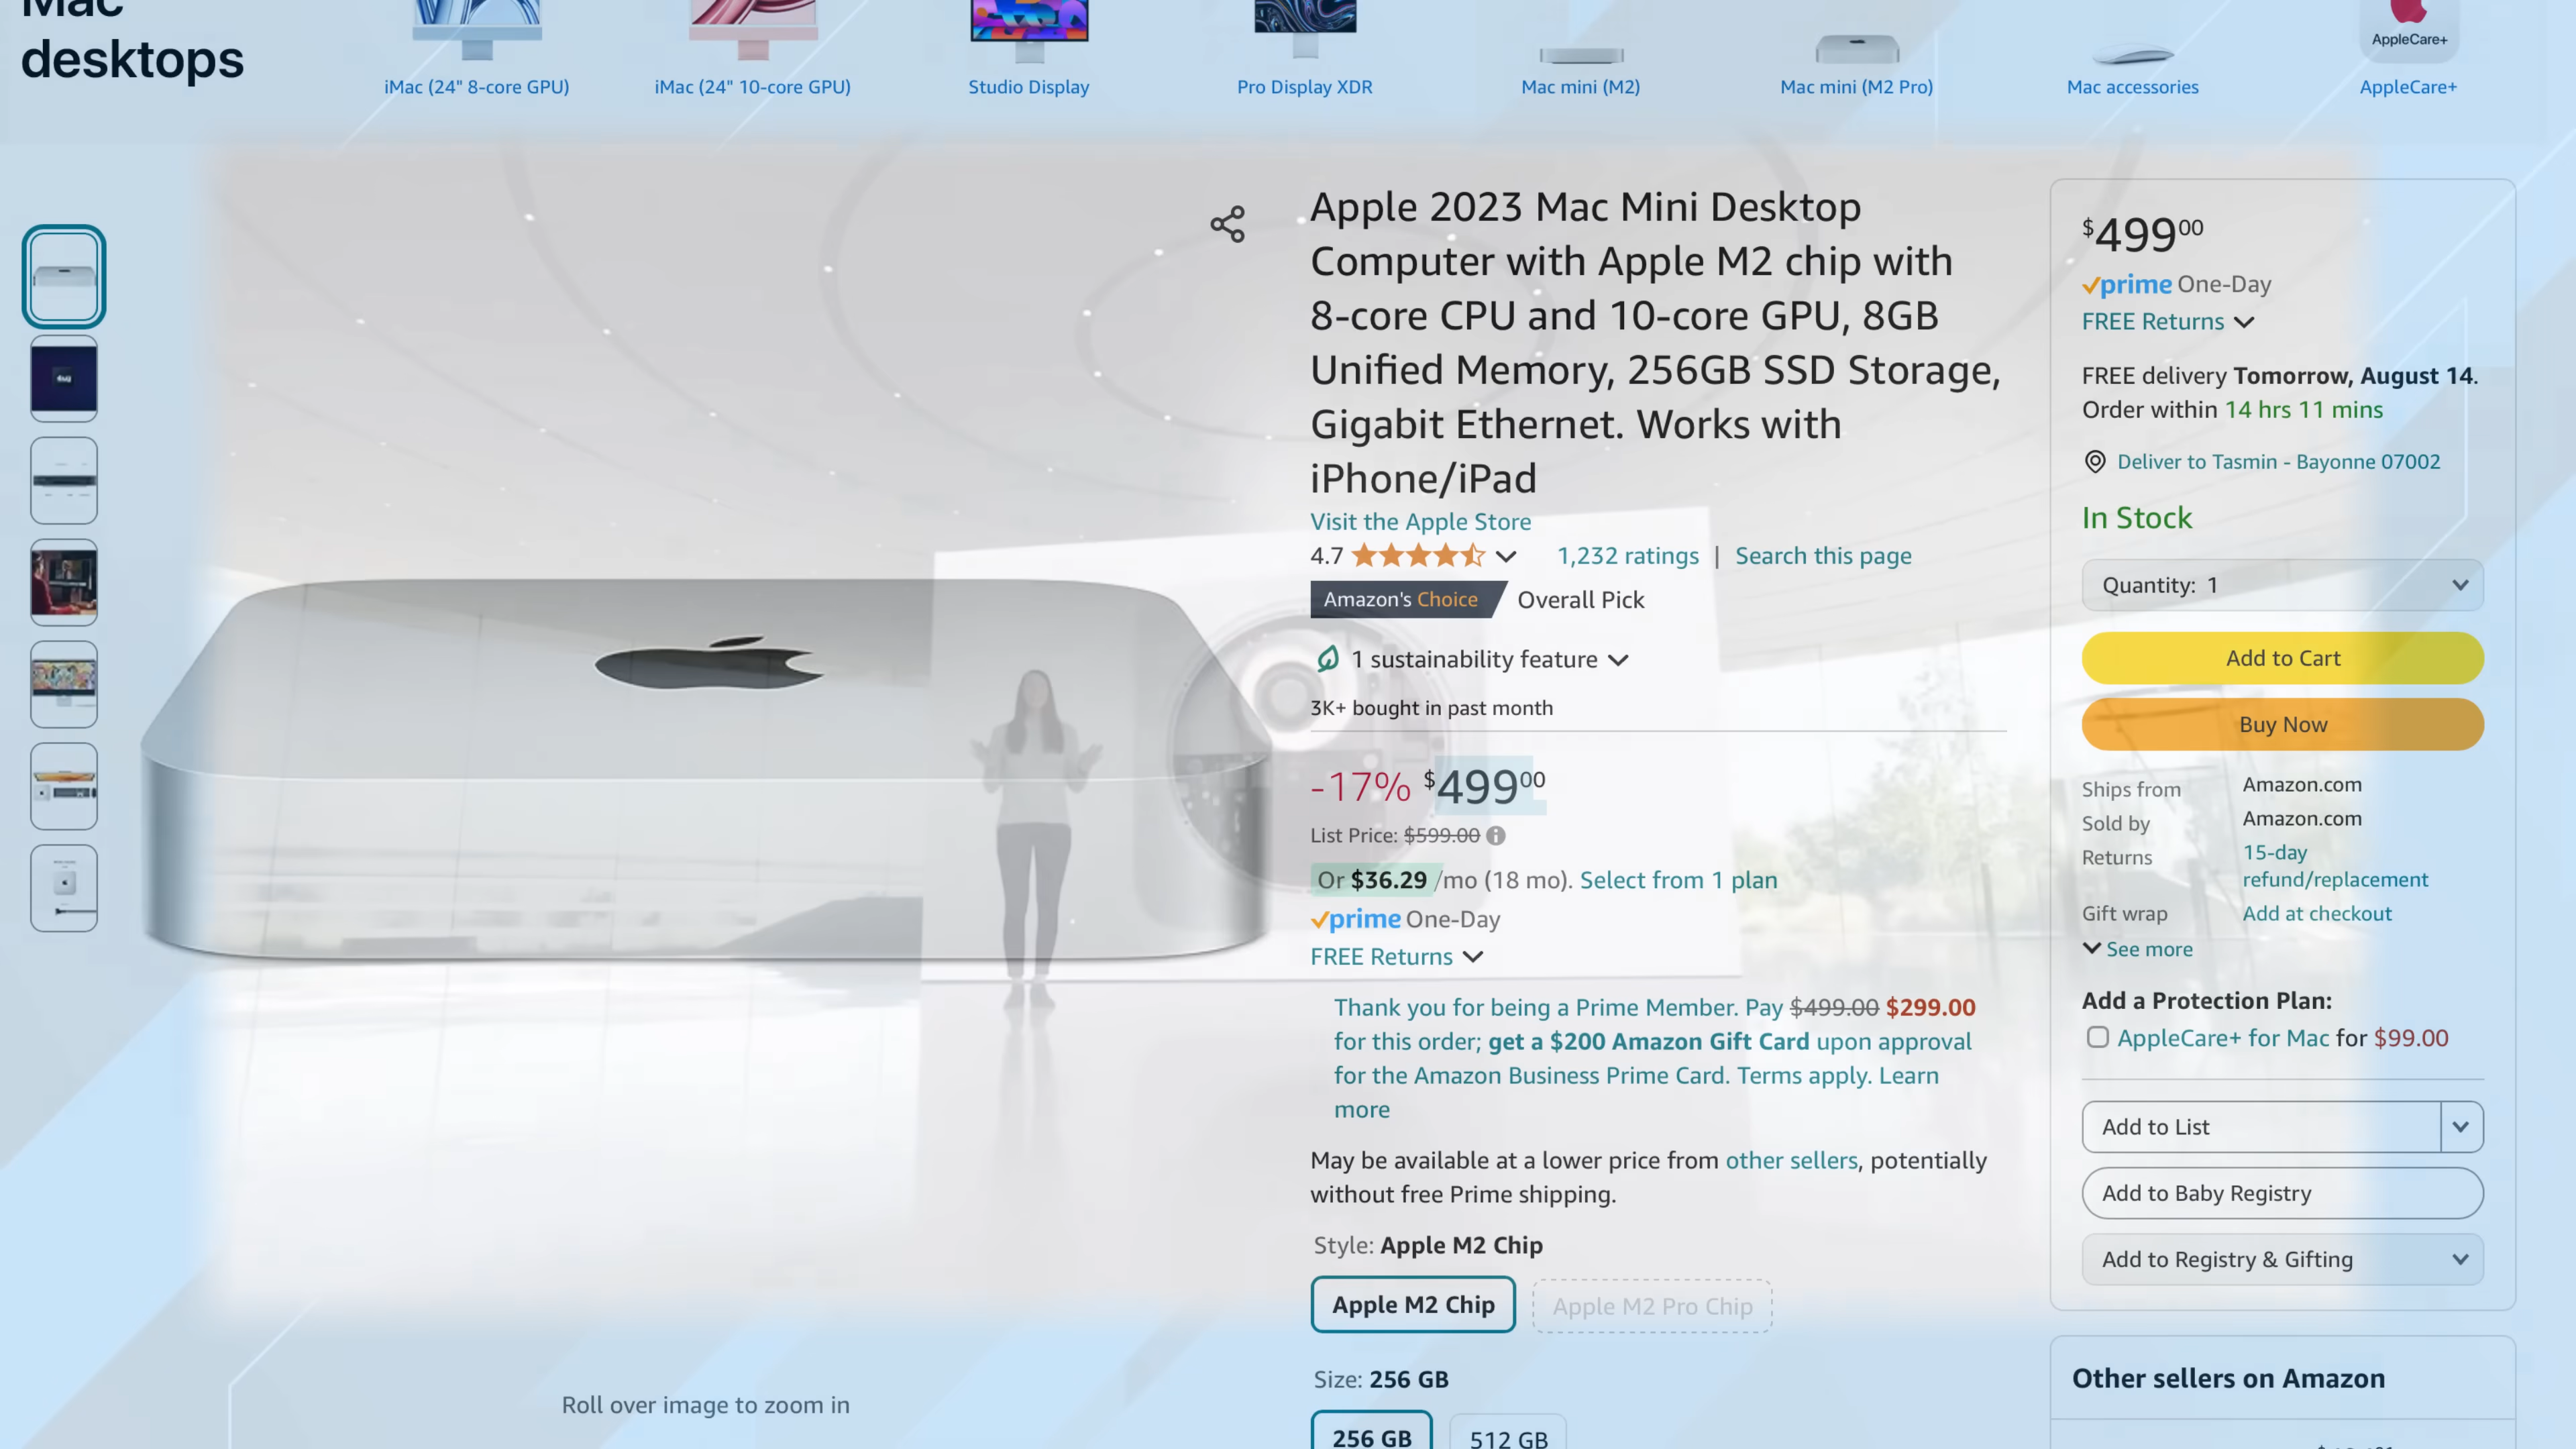 Mac
desktops
iMac (24" 8-core GPU)
iMac (24" 10-core GPU)
Studio Display
Pro Display XDR
Mac mini (M2)
Mac mini (M2 Pro)
Mac accessories
AppleCare+
AppleCare+
Apple 2023 Mac Mini Desktop
Computer with Apple M2 chip with
8-core CPU and 10-core GPU, 8GB
Unified Memory, 256GB SSD Storage,
Gigabit Ethernet. Works with
iPhone/iPad
Visit the Apple Store
4.7 1,232 ratings | Search this page
Amazon's Choice Overall Pick
1 sustainability feature
3K+ bought in past month
-17% $49900
List Price: $599.00
Or $36.29 /mo (18 mo). Select from 1 plan
prime One-Day
FREE Returns
Thank you for being a Prime Member. Pay $499.00 $299.00
for this order; get a $200 Amazon Gift Card upon approval
for the Amazon Business Prime Card. Terms apply. Learn
more
May be available at a lower price from other sellers, potentially
without free Prime shipping.
Style: Apple M2 Chip
Apple M2 Chip
Apple M2 Pro Chip
Size: 256 GB
256 GB
512 GB
Roll over image to zoom in
$49900
prime One-Day
FREE Returns
FREE delivery Tomorrow, August 14.
Order within 14 hrs 11 mins
Deliver to Tasmin - Bayonne 07002
In Stock
Quantity: 1
Add to Cart
Buy Now
Ships from Amazon.com
Sold by Amazon.com
Returns 15-day
refund/replacement
Gift wrap Add at checkout
See more
Add a Protection Plan:
AppleCare+ for Mac for $99.00
Add to List
Add to Baby Registry
Add to Registry & Gifting
Other sellers on Amazon